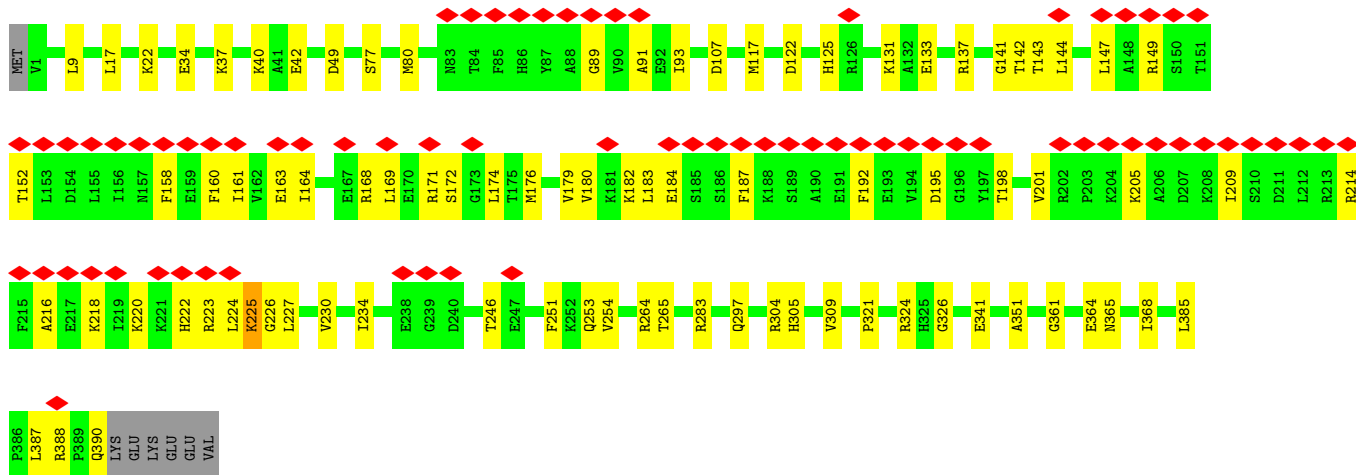 MET V1 L9 L17 K22 E34 K37 K40 A41 E42 D49 S77 M80 N83 T84 F85 H86 Y87 A88 G89 V90 A91 E92 I93 D107 M117 D122 H125 R126 K131 A132 E133 R137 G141 T142 T143 L144 L147 A148 R149 S150 T151
T152 L153 D154 L155 I156 N157 F158 E159 F160 I161 V162 E163 I164 E167 R168 L169 E170 R171 S172 G173 L174 T175 M176 V179 V180 K181 K182 L183 E184 S185 S186 F187 K188 S189 A190 E191 F192 E193 V194 D195 G196 Y197 T198 V201 R202 P203 K204 K205 A206 D207 K208 I209 S210 D211 L212 R213 R214
F215 A216 E217 K218 I219 K220 K221 H222 R223 L224 K225 G226 L227 V230 I234 E238 G239 D240 T246 E247 F251 K252 Q253 V254 R264 T265 R283 Q297 R304 H305 V309 P321 R324 H325 G326 E341 A351 G361 E364 N365 I368 L385
P386 L387 R388 P389 Q390 LYS GLU LYS GLU GLU VAL